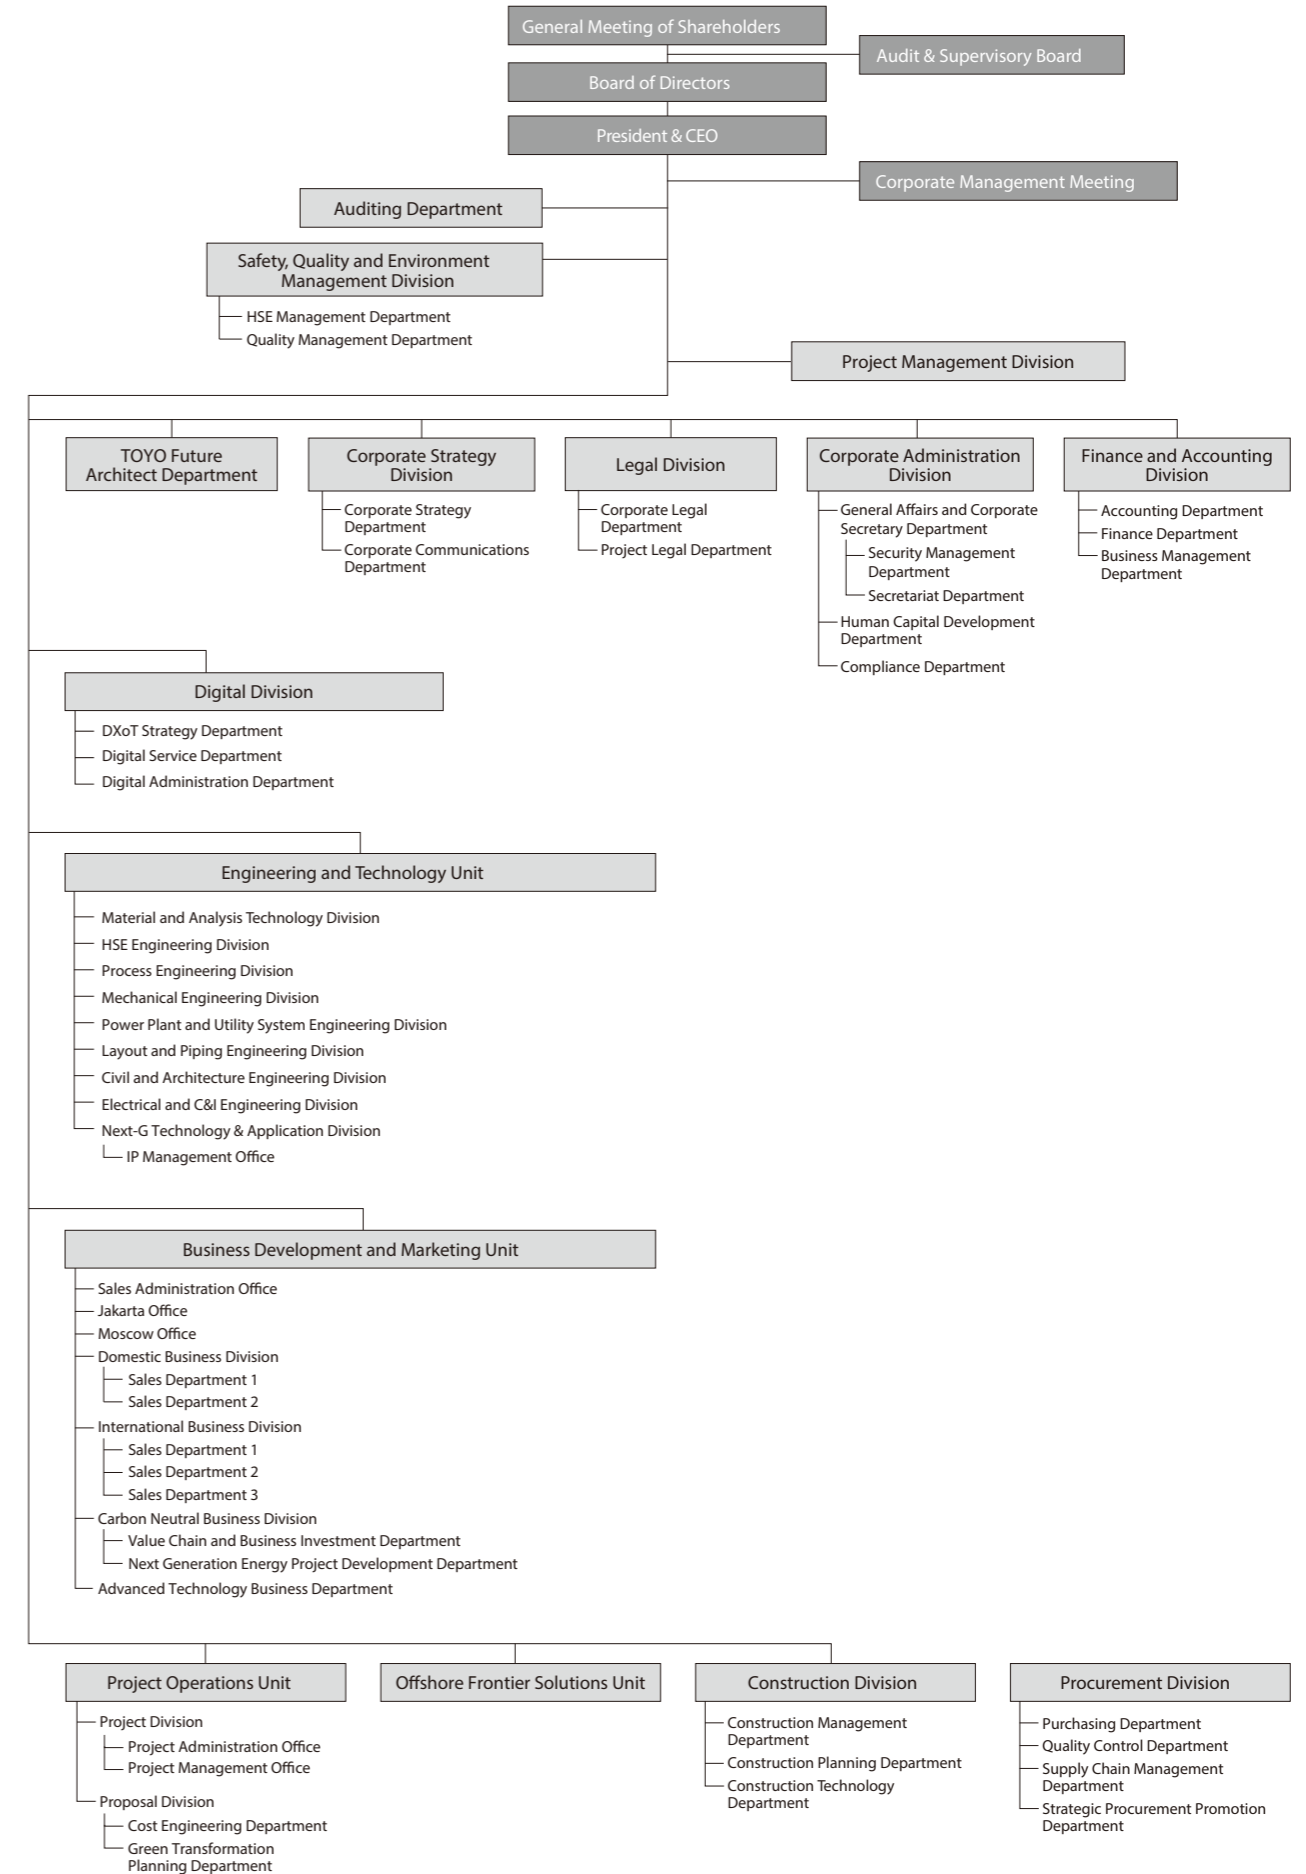 General Meeting of Shareholders
Audit & Supervisory Board
Board of Directors
President & CEO
Corporate Management Meeting
Auditing Department
Safety, Quality and Environment
Management Division
HSE Management Department
Quality Management Department
Project Management Division
TOYO Future
Architect Department
Corporate Strategy
Division
Corporate Strategy
Department
Corporate Communications
Department
Legal Division
Corporate Legal
Department
Project Legal Department
Corporate Administration
Division
General Affairs and Corporate
Secretary Department
Security Management
Department
Secretariat Department
Human Capital Development
Department
Compliance Department
Finance and Accounting
Division
Accounting Department
Finance Department
Business Management
Department
Digital Division
DXoT Strategy Department
Digital Service Department
Digital Administration Department
Engineering and Technology Unit
Material and Analysis Technology Division
HSE Engineering Division
Process Engineering Division
Mechanical Engineering Division
Power Plant and Utility System Engineering Division
Layout and Piping Engineering Division
Civil and Architecture Engineering Division
Electrical and C&I Engineering Division
Next-G Technology & Application Division
IP Management Office
Business Development and Marketing Unit
Sales Administration Office
Jakarta Office
Moscow Office
Domestic Business Division
Sales Department 1
Sales Department 2
International Business Division
Sales Department 1
Sales Department 2
Sales Department 3
Carbon Neutral Business Division
Value Chain and Business Investment Department
Next Generation Energy Project Development Department
Advanced Technology Business Department
Project Operations Unit
Project Division
Project Administration Office
Project Management Office
Proposal Division
Cost Engineering Department
Green Transformation
Planning Department
Offshore Frontier Solutions Unit
Construction Division
Construction Management
Department
Construction Planning Department
Construction Technology
Department
Procurement Division
Purchasing Department
Quality Control Department
Supply Chain Management
Department
Strategic Procurement Promotion
Department